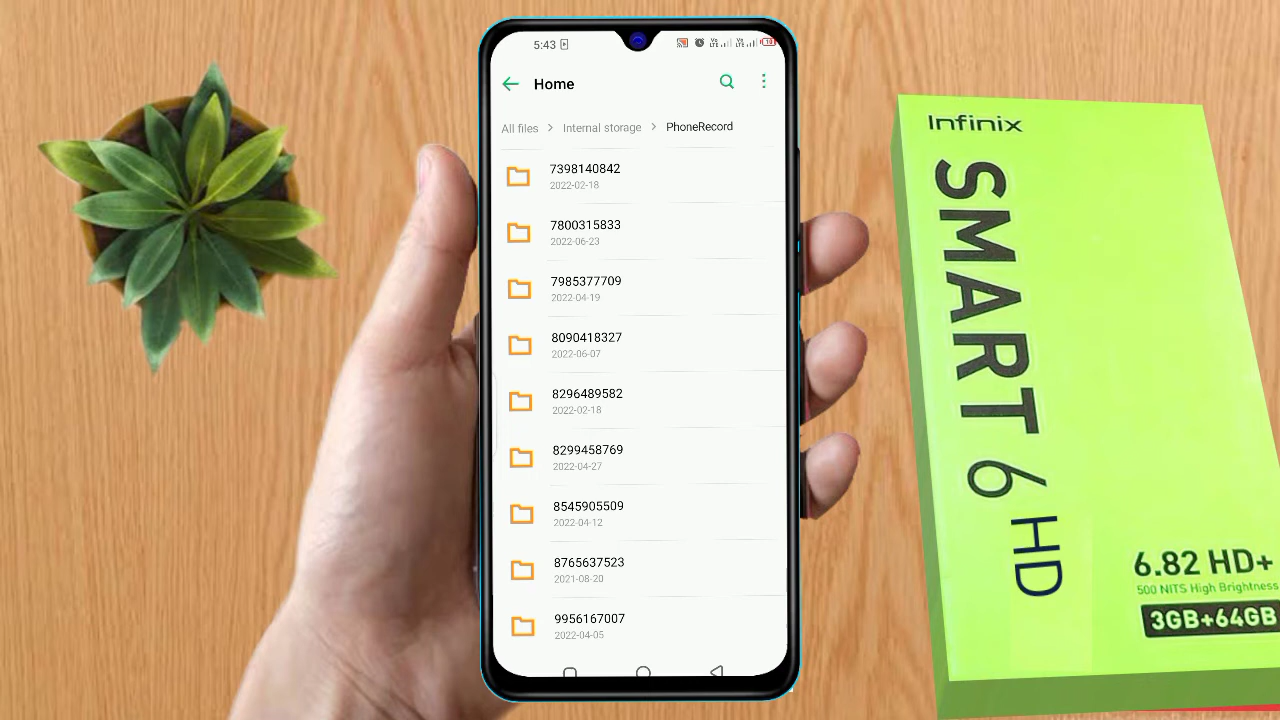 5:43
Home
All files > Internal storage > PhoneRecord
7398140842
2022-02-18
7800315833
2022-06-23
7985377709
2022-04-19
8090418327
2022-06-07
8296489582
2022-02-18
8299458769
2022-04-27
8545905509
2022-04-12
8765637523
2021-08-20
9956167007
2022-04-05
Infinix
SMART 6 HD
6.82 HD+
500 NITS High Brightness
3GB+64GB